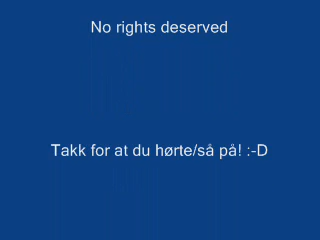 No rights deserved
Takk for at du hørte/så på! :-D